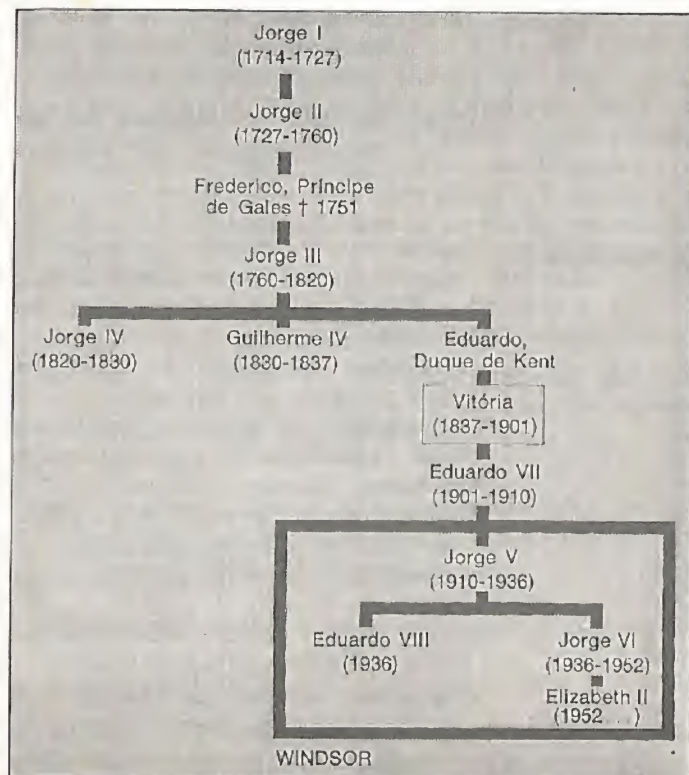 Jorge I
(1714-1727)
Jorge II
(1727-1760)
Frederico, Príncipe
de Gales † 1751
Jorge III
(1760-1820)
Jorge IV
(1820-1830)
Guilherme IV
(1830-1837)
Eduardo,
Duque de Kent
Vitória
(1837-1901)
Eduardo VII
(1901-1910)
Jorge V
(1910-1936)
Eduardo VIII
(1936)
Jorge VI
(1936-1952)
Elizabeth II
(1952 ...)
WINDSOR